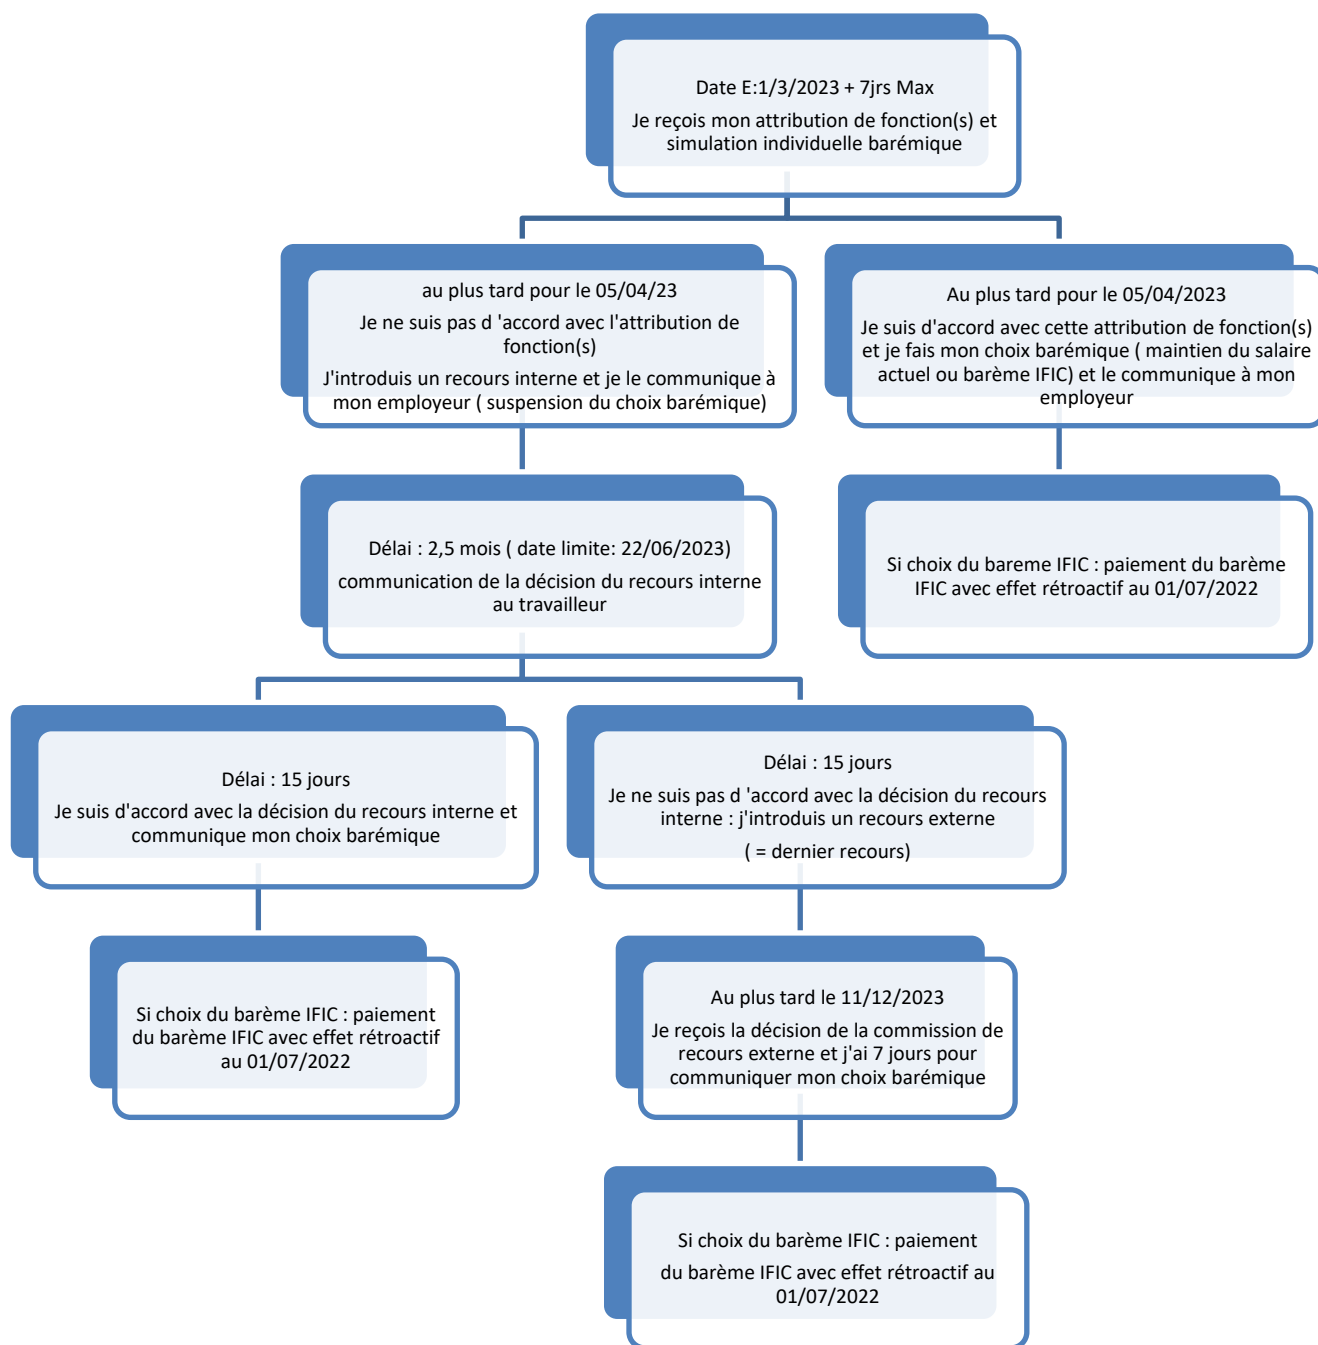 Date E:1/3/2023 + 7jrs Max
Je reçois mon attribution de fonction(s) et
simulation individuelle barémique
au plus tard pour le 05/04/23
Je ne suis pas d 'accord avec l'attribution de
fonction(s)
J'introduis un recours interne et je le communique à
mon employeur ( suspension du choix barémique)
Au plus tard pour le 05/04/2023
Je suis d'accord avec cette attribution de fonction(s)
et je fais mon choix barémique ( maintien du salaire
actuel ou barème IFIC) et le communique à mon
employeur
Délai : 2,5 mois ( date limite: 22/06/2023)
communication de la décision du recours interne
au travailleur
Si choix du bareme IFIC : paiement du barème
IFIC avec effet rétroactif au 01/07/2022
Délai : 15 jours
Je suis d'accord avec la décision du recours interne et
communique mon choix barémique
Délai : 15 jours
Je ne suis pas d 'accord avec la décision du recours
interne : j'introduis un recours externe
( = dernier recours)
Si choix du barème IFIC : paiement
du barème IFIC avec effet rétroactif
au 01/07/2022
Au plus tard le 11/12/2023
Je reçois la décision de la commission de
recours externe et j'ai 7 jours pour
communiquer mon choix barémique
Si choix du barème IFIC : paiement
du barème IFIC avec effet rétroactif au
01/07/2022